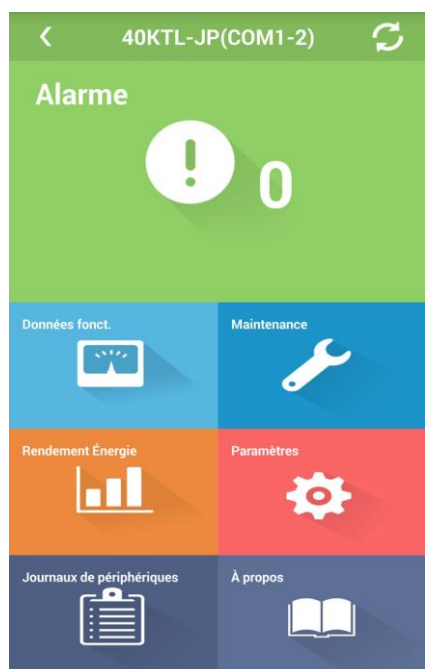 40KTL-JP(COM1-2)
Alarme
! 0
Données fonct.
Maintenance
Rendement Énergie
Paramètres
Journaux de périphériques
À propos